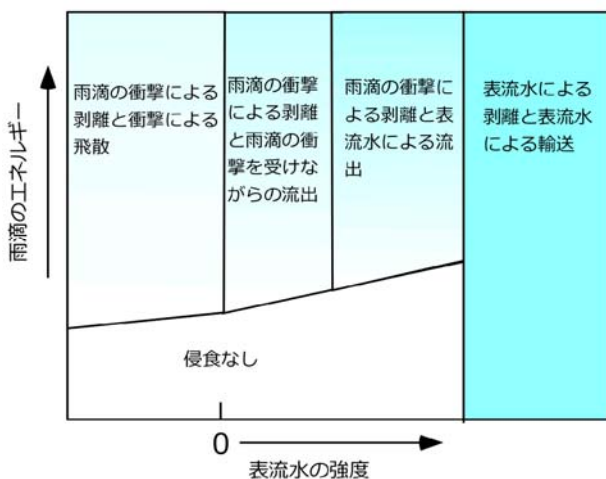 雨滴の衝撃による
剥離と衝撃による
飛散
雨滴の衝撃
による剥離
と雨滴の衝
撃を受けな
がらの流出
雨滴の衝撃に
よる剥離と表
流水による流
出
表流水による
剥離と表流水
による輸送
雨滴のエネルギー
侵食なし
0
表流水の強度